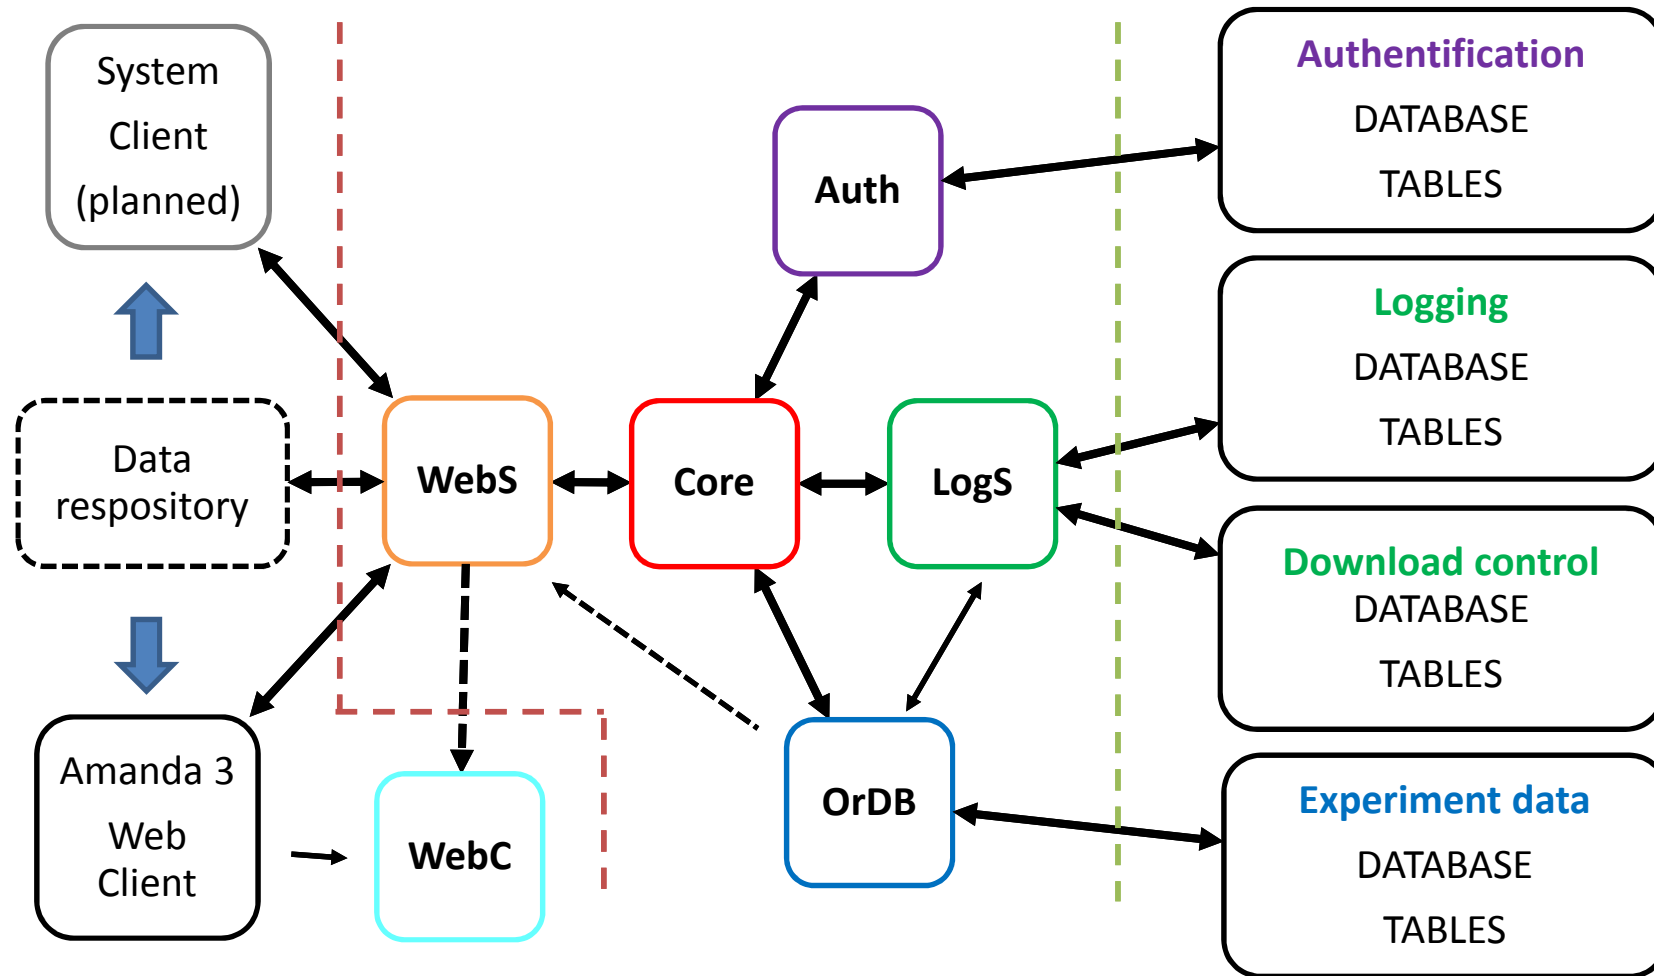 System
Client
(planned)
Data
respository
Amanda 3
Web
Client
WebS
WebC
Core
Auth
LogS
OrDB
Authentification
DATABASE
TABLES
Logging
DATABASE
TABLES
Download control
DATABASE
TABLES
Experiment data
DATABASE
TABLES